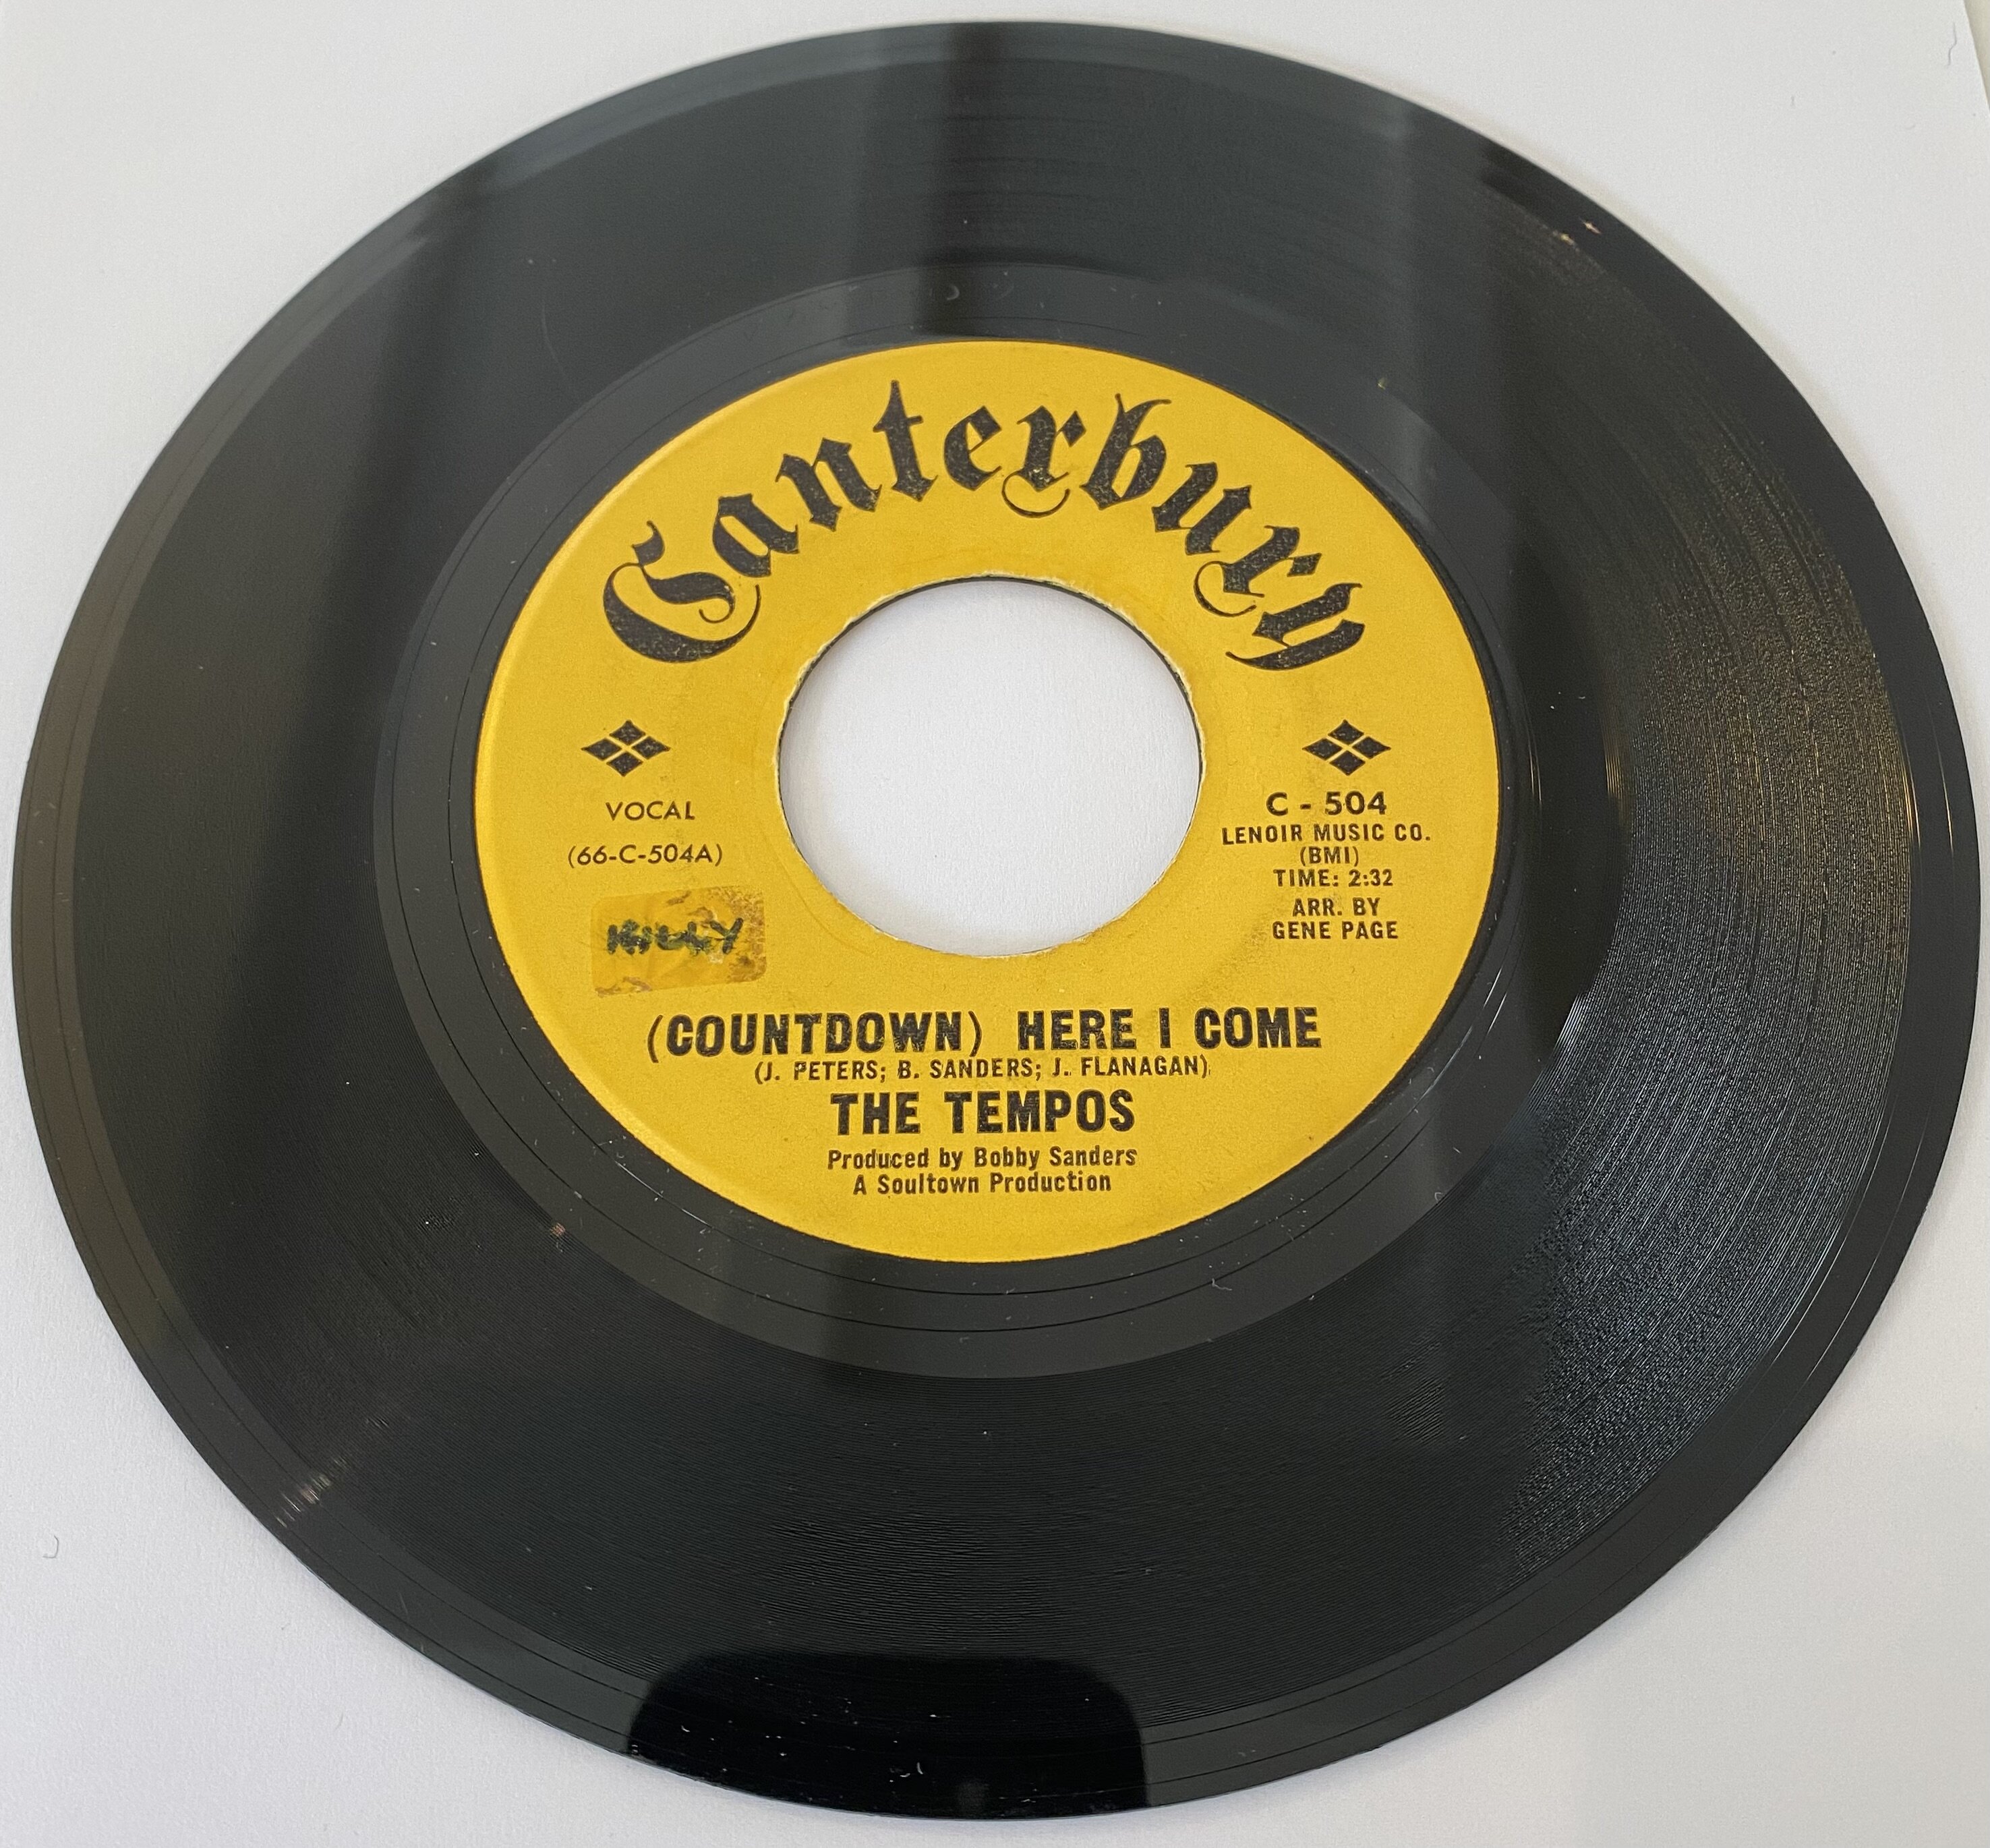 Canterbury
VOCAL
(66-C-504A)
C - 504
LENOIR MUSIC CO.
(BMI)
TIME: 2:32
ARR. BY
GENE PAGE
(COUNTDOWN) HERE I COME
(J. PETERS; B. SANDERS; J. FLANAGAN)
THE TEMPOS
Produced by Bobby Sanders
A Soultown Production